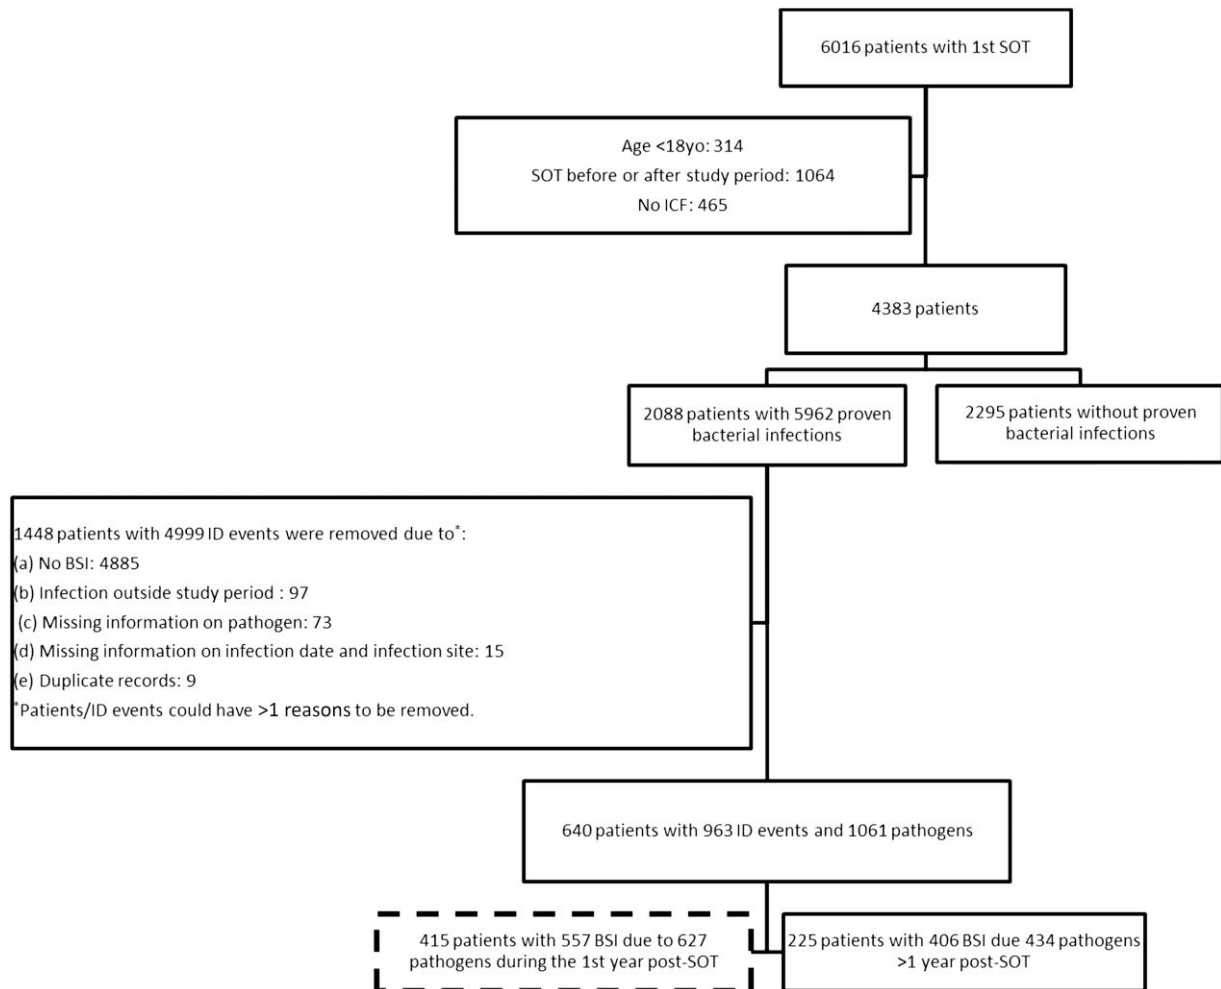 6016 patients with 1st SOT
Age <18yo: 314
SOT before or after study period: 1064
No ICF: 465
4383 patients
2088 patients with 5962 proven
bacterial infections
2295 patients without proven
bacterial infections
1448 patients with 4999 ID events were removed due to*:
(a) No BSI: 4885
(b) Infection outside study period : 97
(c) Missing information on pathogen: 73
(d) Missing information on infection date and infection site: 15
(e) Duplicate records: 9
*Patients/ID events could have >1 reasons to be removed.
640 patients with 963 ID events and 1061 pathogens
415 patients with 557 BSI due to 627
pathogens during the 1st year post-SOT
225 patients with 406 BSI due 434 pathogens
>1 year post-SOT